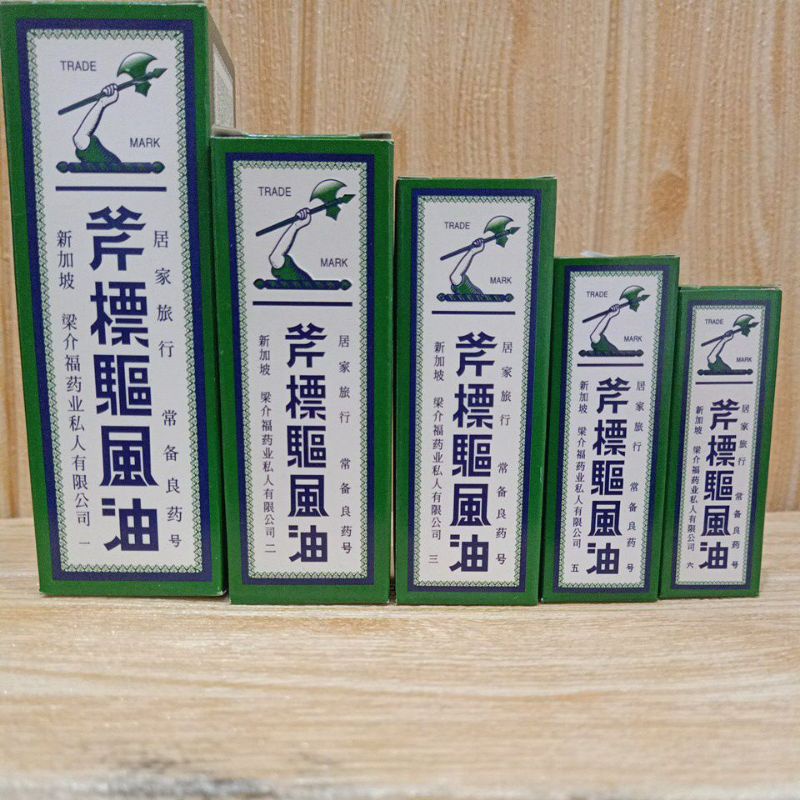 TRADE
MARK
居家旅行 常备良药号
斧標驅風油
新加坡 梁介福药业私人有限公司 一
TRADE
MARK
居家旅行 常备良药号
斧標驅風油
新加坡 梁介福药业私人有限公司 二
TRADE
MARK
居家旅行 常备良药号
斧標驅風油
新加坡 梁介福药业私人有限公司 三
TRADE
MARK
居家旅行 常备良药号
斧標驅風油
新加坡 梁介福药业私人有限公司 五
TRADE
MARK
居家旅行 常备良药号
斧標驅風油
新加坡 梁介福药业私人有限公司 六